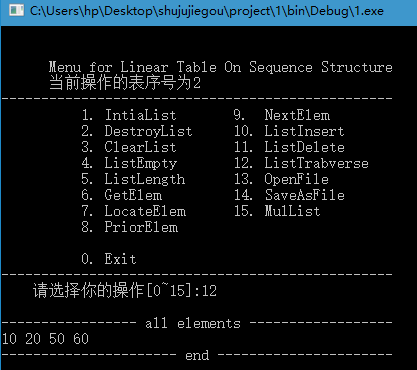 C:\Users\hp\Desktop\shujujiegou\project\1\bin\Debug\1.exe
Menu for Linear Table On Sequence Structure
当前操作的表序号为2
-------------------------------------------------
1. IntiaList 9. NextElem
2. DestroyList 10. ListInsert
3. ClearList 11. ListDelete
4. ListEmpty 12. ListTrabverse
5. ListLength 13. OpenFile
6. GetElem 14. SaveAsFile
7. LocateElem 15. MulList
8. PriorElem
0. Exit
-------------------------------------------------
请选择你的操作[0~15]:12
----------------- all elements ------------------
10 20 50 60
---------------------- end ----------------------